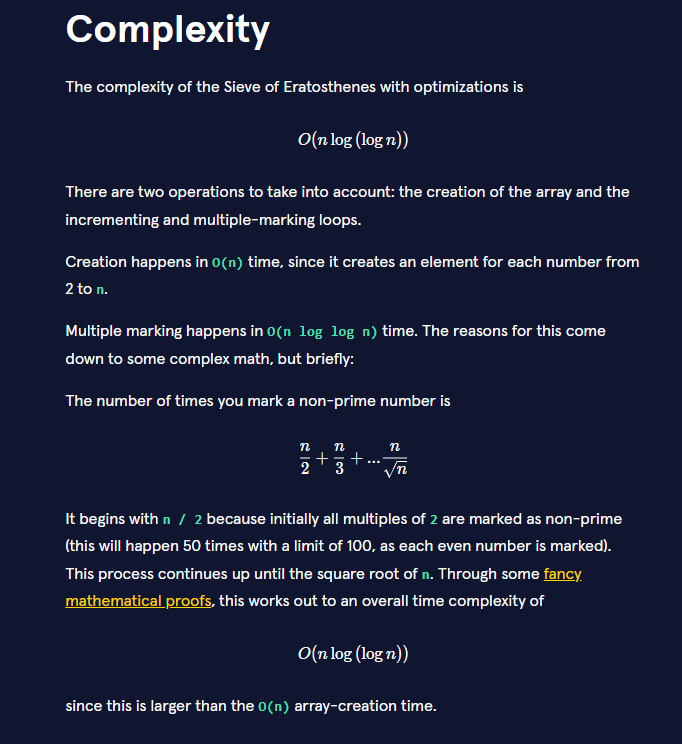 Complexity
The complexity of the Sieve of Eratosthenes with optimizations is
O(n log (log n))
There are two operations to take into account: the creation of the array and the
incrementing and multiple-marking loops.
Creation happens in O(n) time, since it creates an element for each number from
2 to n.
Multiple marking happens in O(n log log n) time. The reasons for this come
down to some complex math, but briefly:
The number of times you mark a non-prime number is
n/2 + n/3 + ... n/√n
It begins with n / 2 because initially all multiples of 2 are marked as non-prime
(this will happen 50 times with a limit of 100, as each even number is marked).
This process continues up until the square root of n. Through some fancy
mathematical proofs, this works out to an overall time complexity of
O(n log (log n))
since this is larger than the O(n) array-creation time.